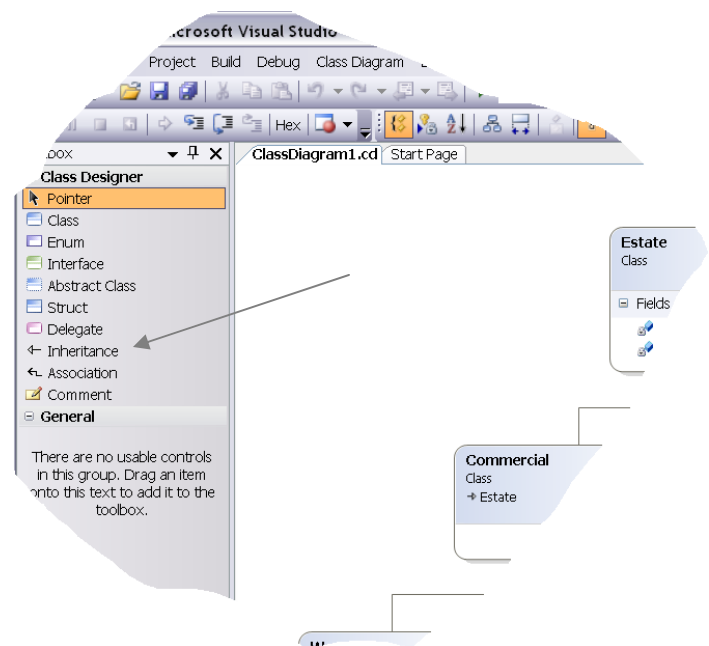 Microsoft Visual Studio
Project Build Debug Class Diagram
Hex
ClassDiagram1.cd Start Page
Class Designer
Pointer
Class
Enum
Interface
Abstract Class
Struct
Delegate
Inheritance
Association
Comment
General
There are no usable controls
in this group. Drag an item
onto this text to add it to the
toolbox.
Estate
Class
Fields
Commercial
Class
Estate